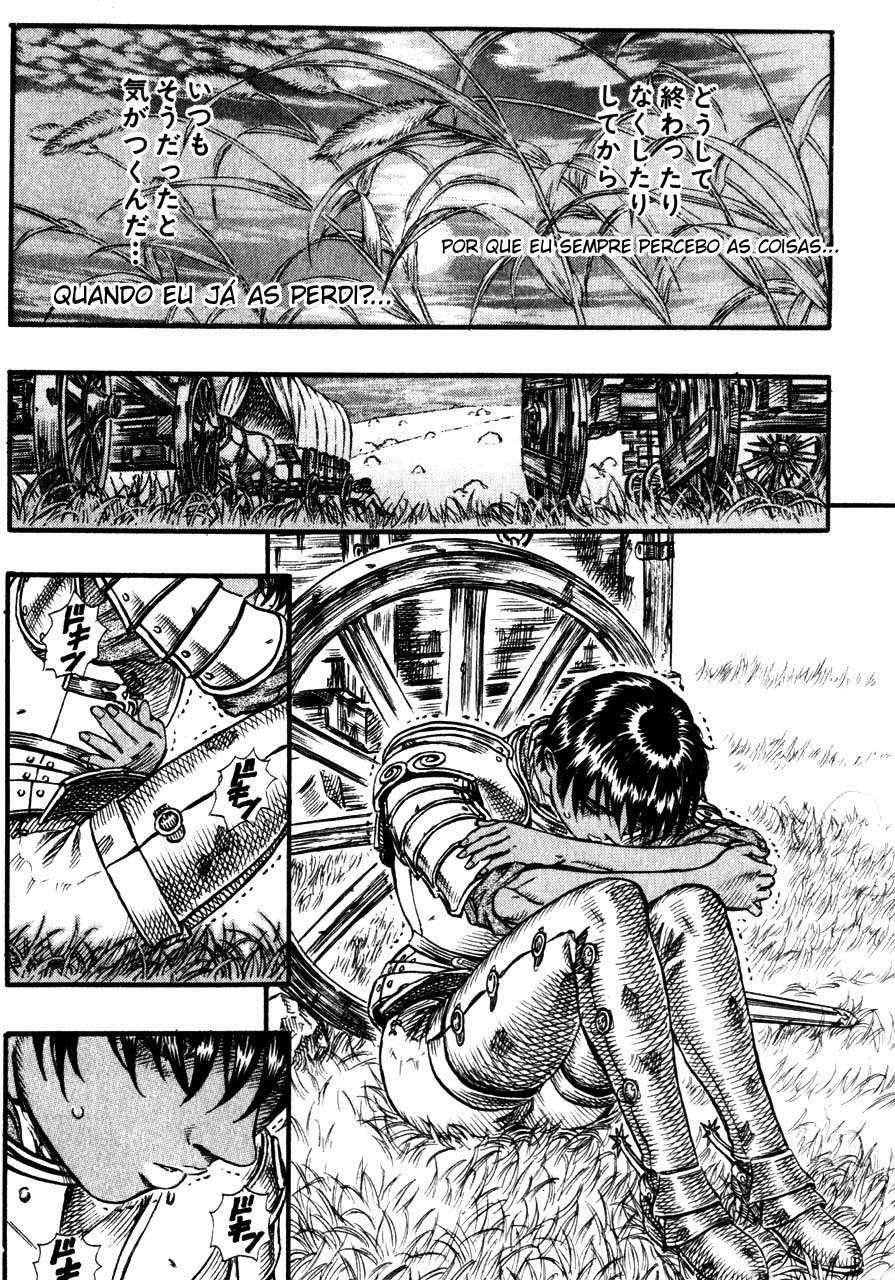 どうして
終わったり
なくしたり
してから
いつも
そうだったと
気がつくんだ…
POR QUE EU SEMPRE PERCEBO AS COISAS...
QUANDO EU JÁ AS PERDI?...
ドキン
ドキン
ドキン
ドキン